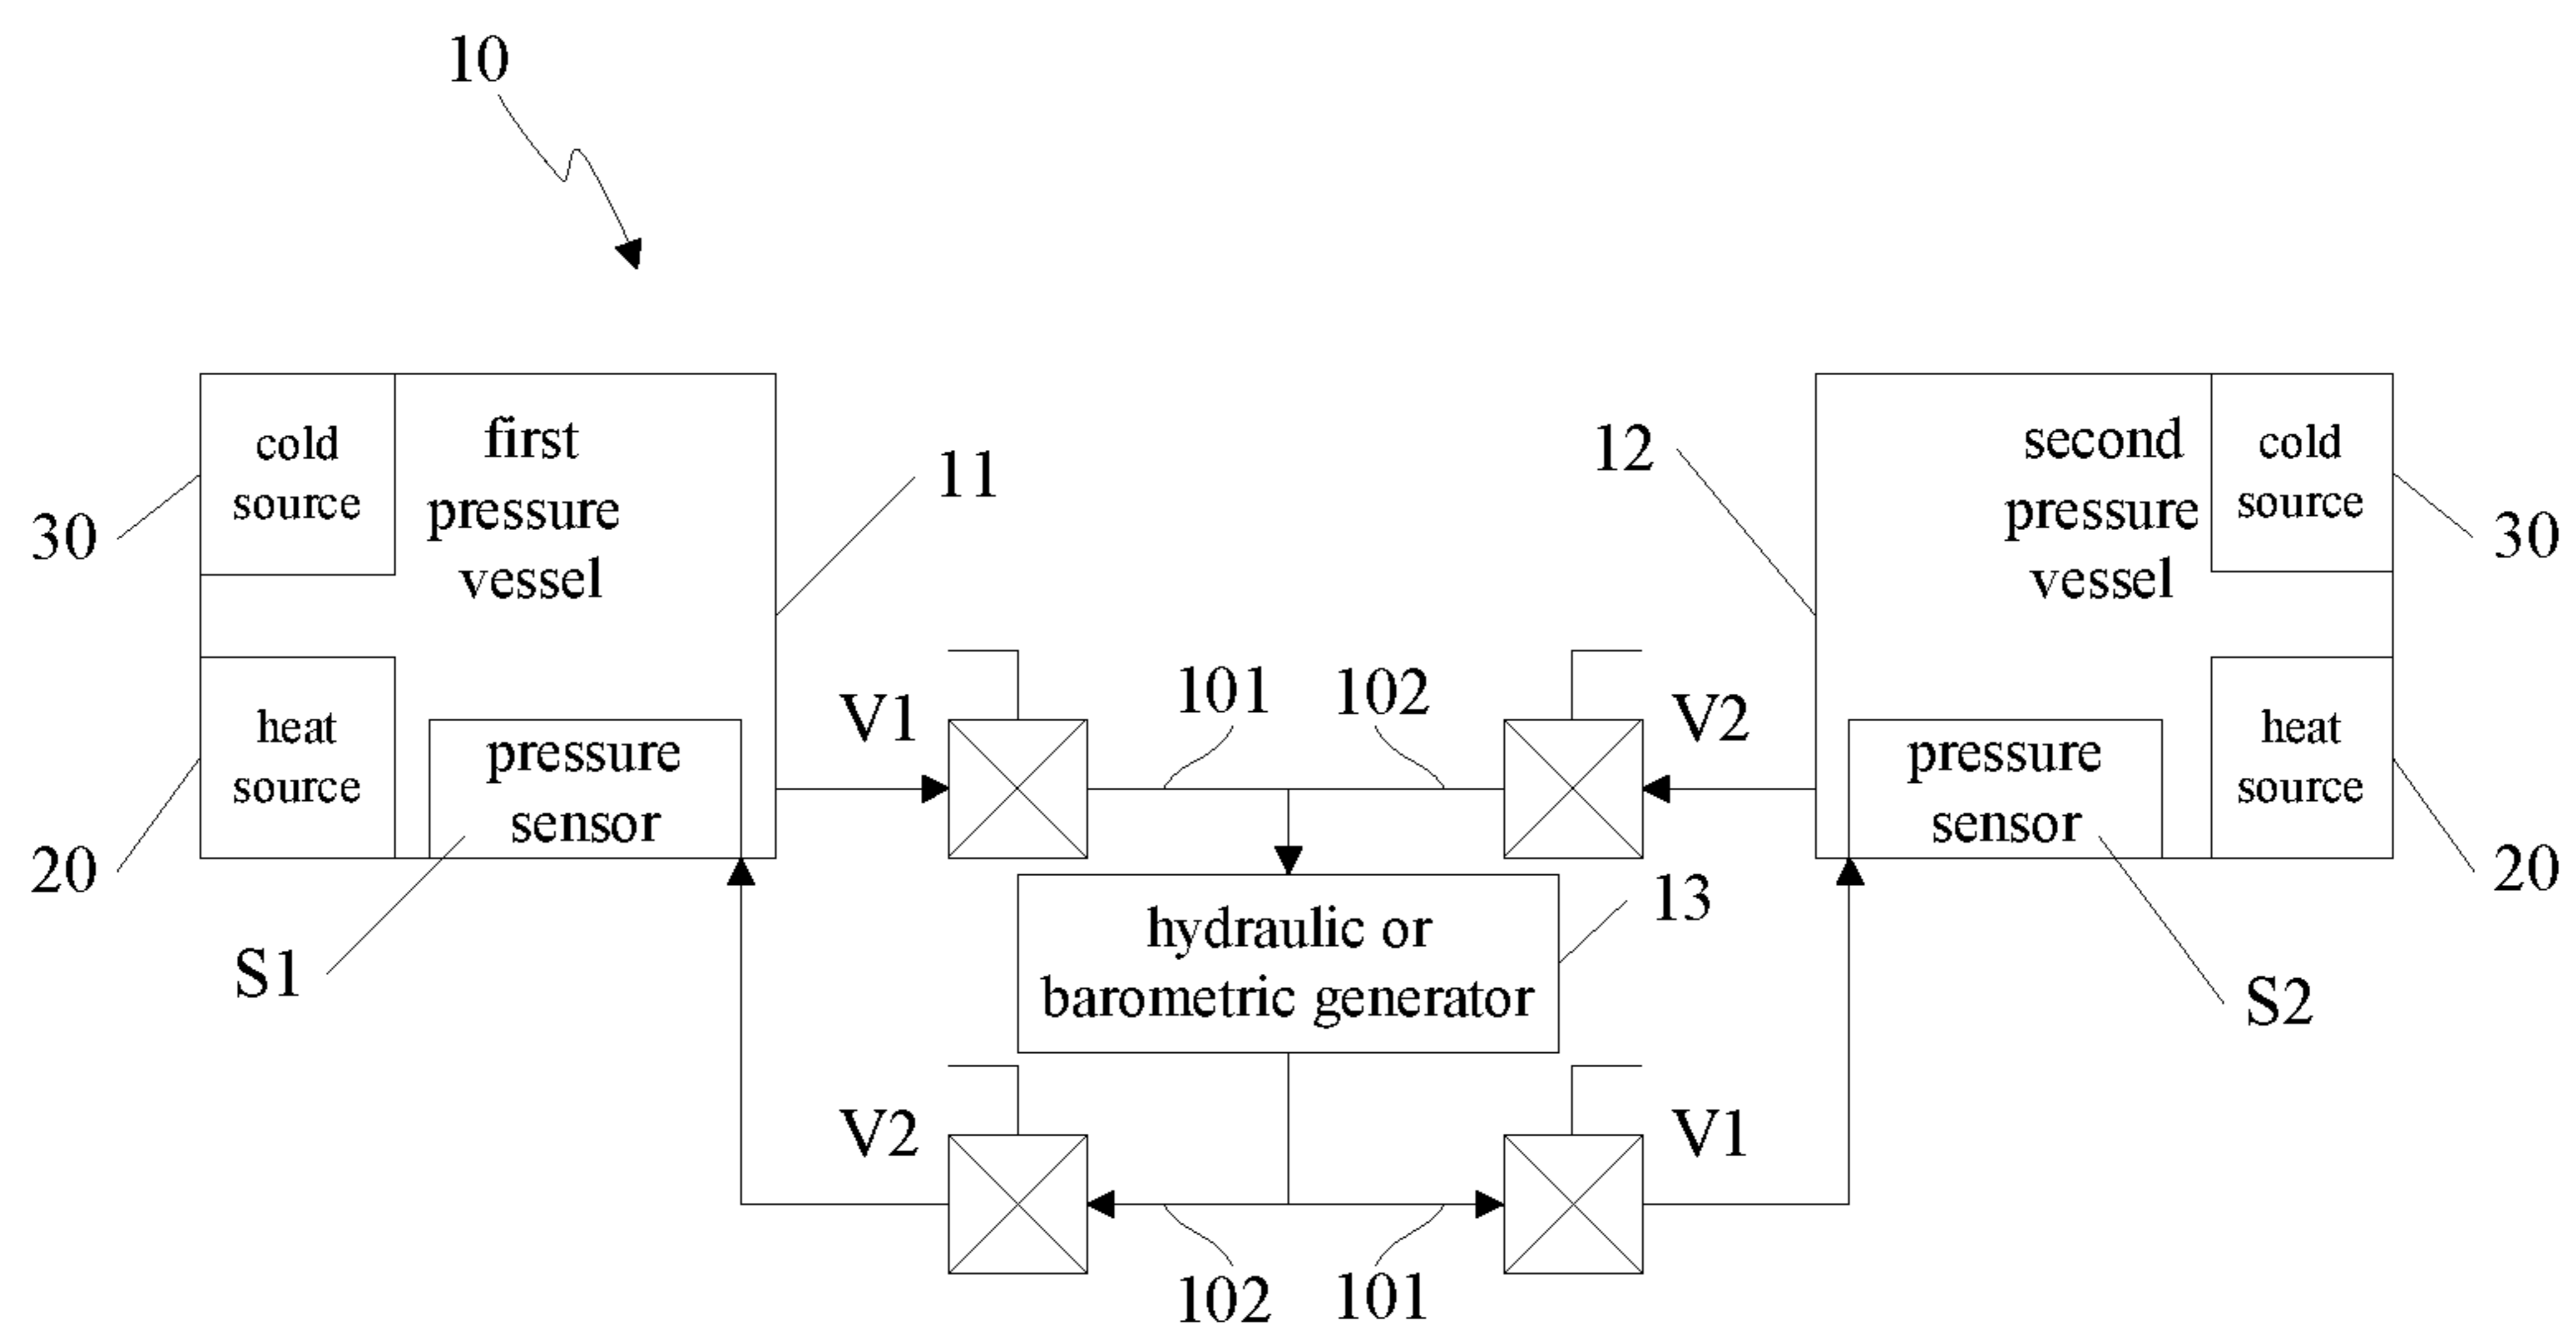 10
cold
source
first
pressure
vessel
11
30
heat
source
pressure
sensor
20
S1
12
second
pressure
vessel
cold
source
30
pressure
sensor
heat
source
20
S2
V1
101
102
V2
hydraulic or
barometric generator
13
V2
102
101
V1